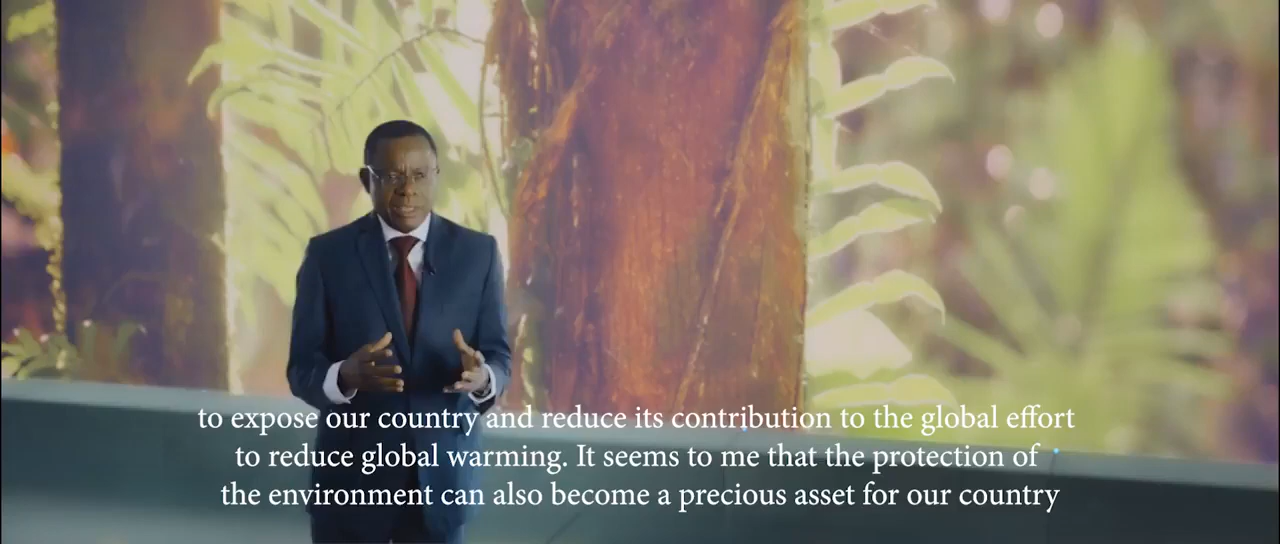 to expose our country and reduce its contribution to the global effort
to reduce global warming. It seems to me that the protection of
the environment can also become a precious asset for our country